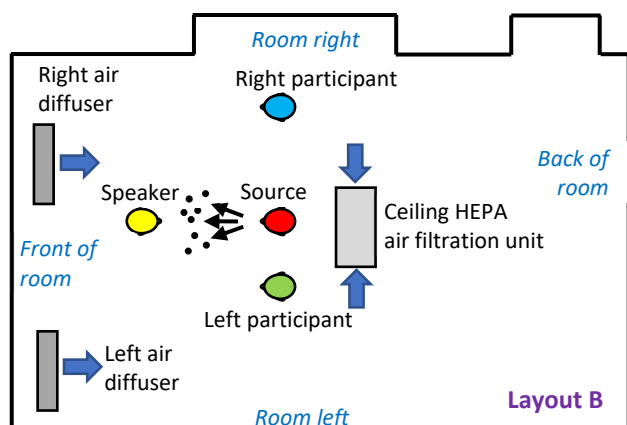 Room right
Right air
diffuser
Right participant
Speaker
Source
Back of
room
Ceiling HEPA
air filtration unit
Front of
room
Left participant
Left air
diffuser
Layout B
Room left